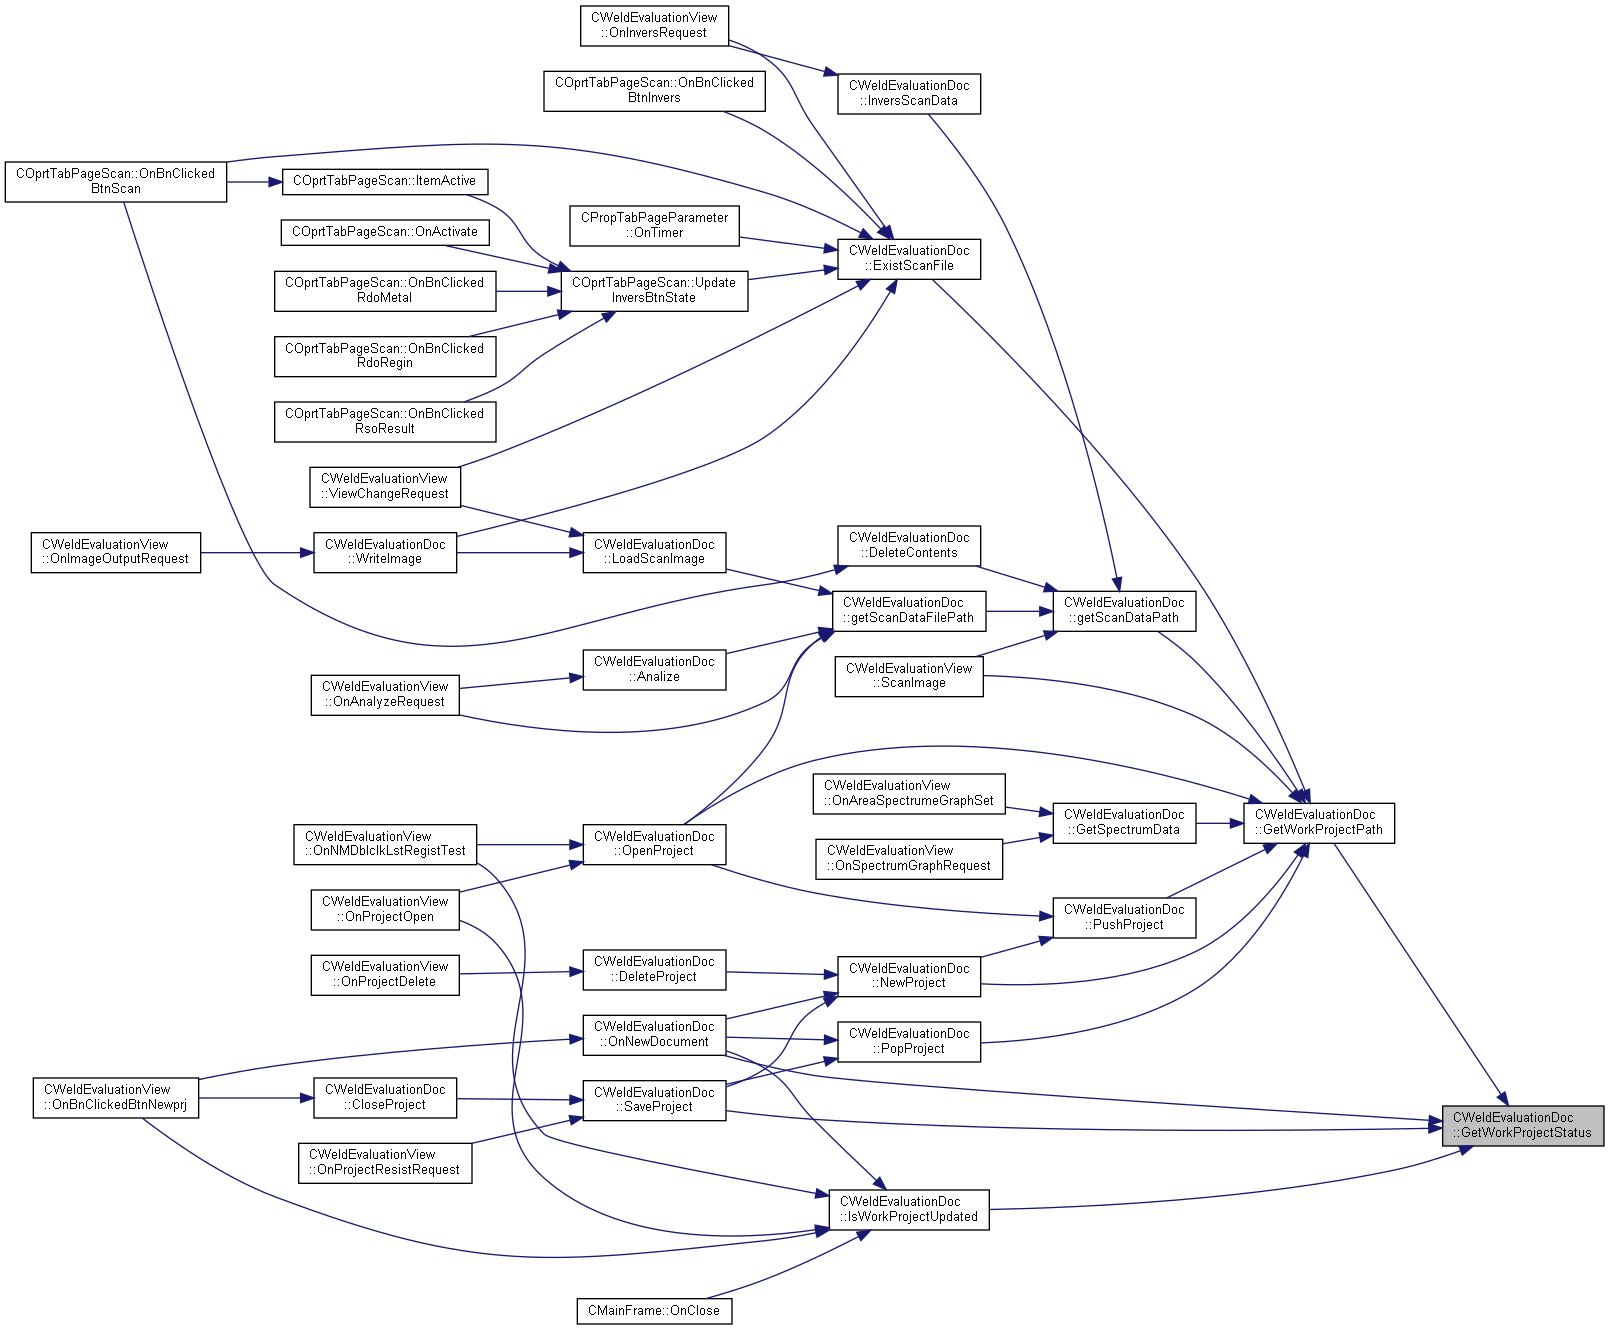 CWeldEvaluationView
::OnInversRequest
COprtTabPageScan::OnBnClicked
BtnInvers
CWeldEvaluationDoc
::InversScanData
COprtTabPageScan::OnBnClicked
BtnScan
COprtTabPageScan::ItemActive
COprtTabPageScan::OnActivate
CPropTabPageParameter
::OnTimer
CWeldEvaluationDoc
::ExistScanFile
COprtTabPageScan::OnBnClicked
RdoMetal
COprtTabPageScan::Update
InversBtnState
COprtTabPageScan::OnBnClicked
RdoRegin
COprtTabPageScan::OnBnClicked
RsoResult
CWeldEvaluationView
::ViewChangeRequest
CWeldEvaluationView
::OnImageOutputRequest
CWeldEvaluationDoc
::WriteImage
CWeldEvaluationDoc
::LoadScanImage
CWeldEvaluationDoc
::DeleteContents
CWeldEvaluationDoc
::getScanDataFilePath
CWeldEvaluationDoc
::getScanDataPath
CWeldEvaluationDoc
::Analize
CWeldEvaluationView
::ScanImage
CWeldEvaluationView
::OnAnalyzeRequest
CWeldEvaluationView
::OnAreaSpectrumeGraphSet
CWeldEvaluationDoc
::GetSpectrumData
CWeldEvaluationDoc
::GetWorkProjectPath
CWeldEvaluationView
::OnNMDblclkLstRegistTest
CWeldEvaluationDoc
::OpenProject
CWeldEvaluationView
::OnSpectrumGraphRequest
CWeldEvaluationView
::OnProjectOpen
CWeldEvaluationDoc
::PushProject
CWeldEvaluationView
::OnProjectDelete
CWeldEvaluationDoc
::DeleteProject
CWeldEvaluationDoc
::NewProject
CWeldEvaluationDoc
::OnNewDocument
CWeldEvaluationDoc
::PopProject
CWeldEvaluationView
::OnBnClickedBtnNewprj
CWeldEvaluationDoc
::CloseProject
CWeldEvaluationDoc
::SaveProject
CWeldEvaluationDoc
::GetWorkProjectStatus
CWeldEvaluationView
::OnProjectResistRequest
CWeldEvaluationDoc
::IsWorkProjectUpdated
CMainFrame::OnClose